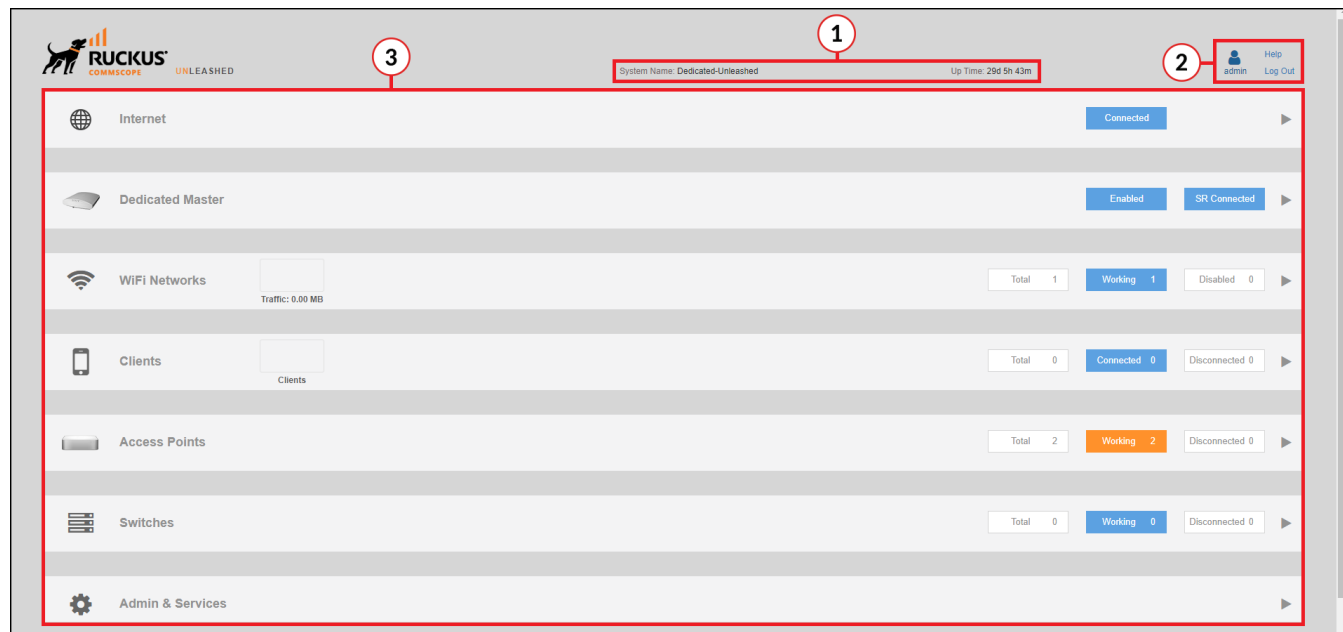 1
RUCKUS®
COMMSCOPE UNLEASHED
3
System Name: Dedicated-Unleashed Up Time: 29d 5h 43m
2
admin
Help
Log Out
Internet Connected
Dedicated Master Enabled SR Connected
WiFi Networks Traffic: 0.00 MB Total 1 Working 1 Disabled 0
Clients Clients Total 0 Connected 0 Disconnected 0
Access Points Total 2 Working 2 Disconnected 0
Switches Total 0 Working 0 Disconnected 0
Admin & Services